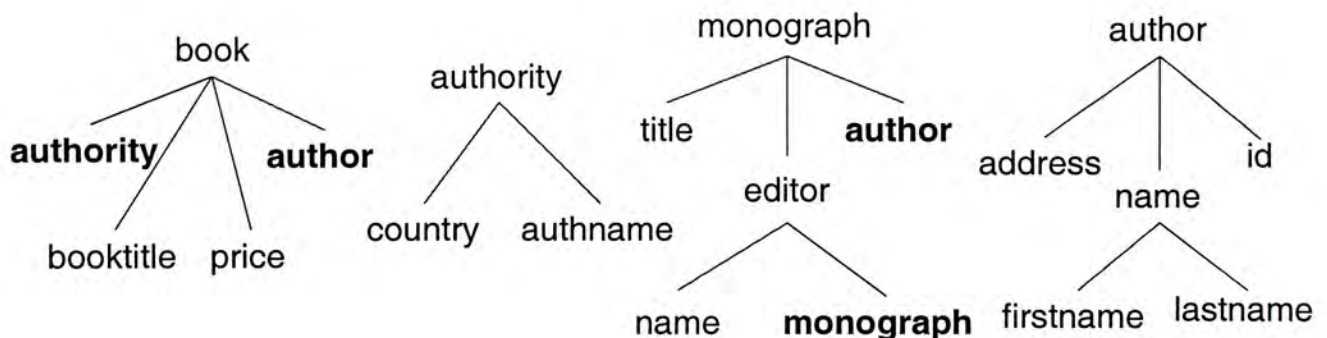 book
authority
booktitle
price
author
authority
country
authname
monograph
title
editor
author
name
monograph
author
address
name
id
firstname
lastname